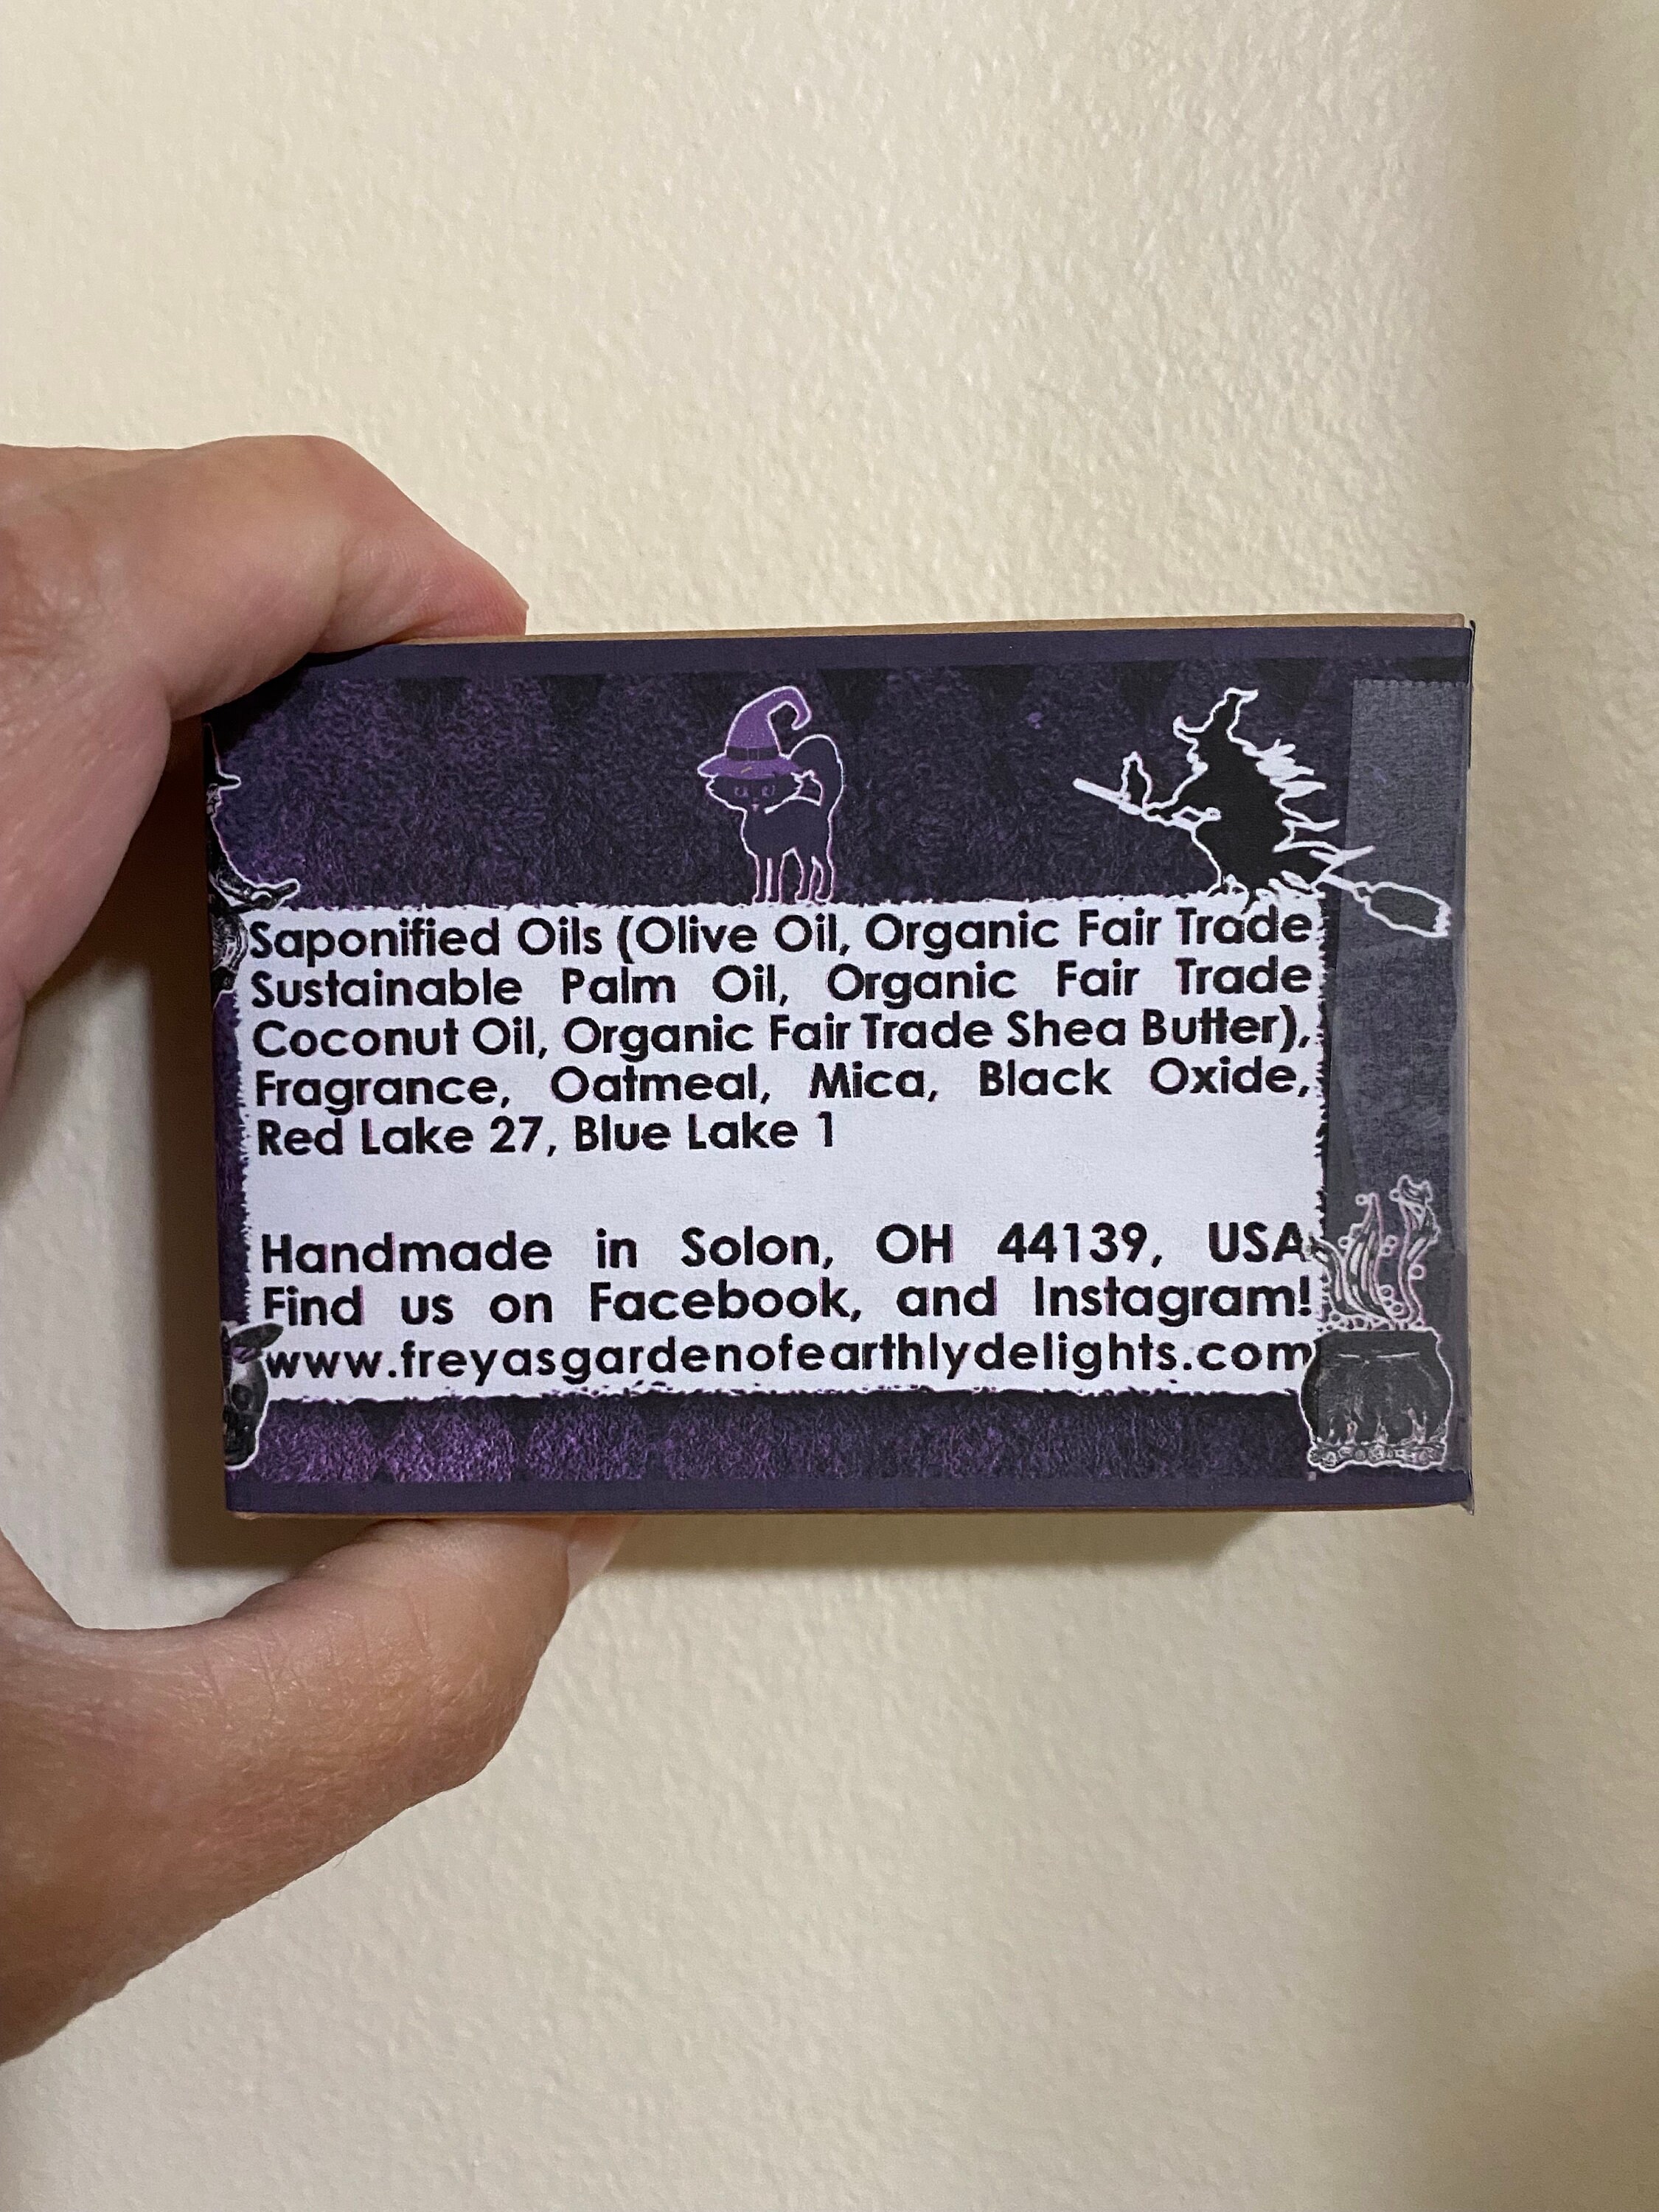 Saponified Oils (Olive Oil, Organic Fair Trade
Sustainable Palm Oil, Organic Fair Trade
Coconut Oil, Organic Fair Trade Shea Butter),
Fragrance, Oatmeal, Mica, Black Oxide,
Red Lake 27, Blue Lake 1
Handmade in Solon, OH 44139, USA
Find us on Facebook, and Instagram!
www.freyasgardenofearthlydelights.com